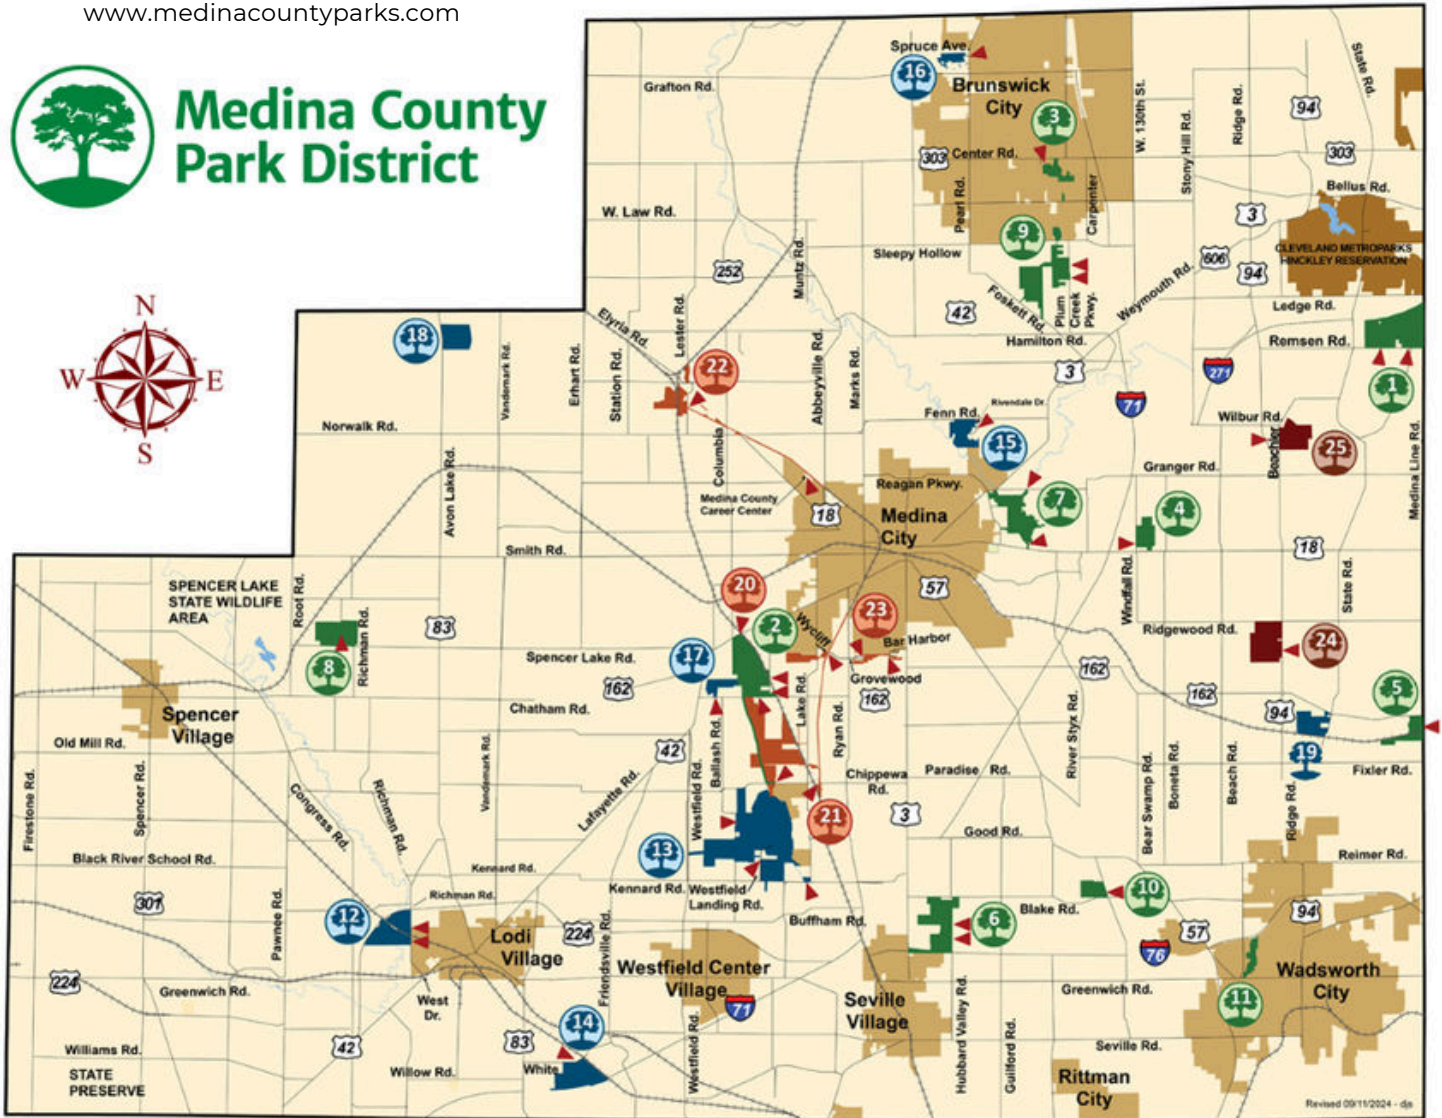 www.medinacountyparks.com
Medina County
Park District
N
W
E
S
Spruce Ave.
16
Brunswick
City
Grafton Rd.
3
303
Center Rd.
W. 130th St.
Stony Hill Rd.
Ridge Rd.
94
State Rd.
303
Bellus Rd.
Pearl Rd.
Carpenter
W. Law Rd.
9
Sleepy Hollow
3
606
94
CLEVELAND METROPARKS
HINCKLEY RESERVATION
252
Muntz Rd.
Foskett Rd.
Plum
Creek
Pkwy.
Weymouth Rd.
Ledge Rd.
42
Hamilton Rd.
Remsen Rd.
Elyria Rd.
Lester Rd.
18
Vandemark Rd.
Erhart Rd.
Station Rd.
22
Abbeyville Rd.
Marks Rd.
3
271
71
1
Norwalk Rd.
Columbia
Fenn Rd.
Rivendale Dr.
15
Wilbur Rd.
Beachler
25
Medina Line Rd.
Avon Lake Rd.
Granger Rd.
Medina County
Career Center
Reagan Pkwy.
18
Medina
City
7
4
18
Smith Rd.
57
Windfall Rd.
State Rd.
SPENCER LAKE
STATE WILDLIFE
AREA
Root Rd.
Richman Rd.
8
83
20
2
Wycliff
23
Bar Harbor
Ridgewood Rd.
24
Spencer Lake Rd.
17
162
Grovewood
162
162
162
5
Spencer
Village
Chatham Rd.
Lake Rd.
Ryan Rd.
River Styx Rd.
94
19
Old Mill Rd.
42
Ballash Rd.
Chippewa
Rd.
Paradise Rd.
Fixler Rd.
Firestone Rd.
Spencer Rd.
Congress Rd.
Richman Rd.
Vandemark Rd.
Lafayette Rd.
Westfield Rd.
21
3
Bear Swamp Rd.
Boneta Rd.
Beach Rd.
Ridge Rd.
Good Rd.
Black River School Rd.
Kennard Rd.
13
Reimer Rd.
Richman Rd.
Kennard Rd.
Westfield
Landing Rd.
301
Pawnee Rd.
12
Buffham Rd.
Blake Rd.
10
94
Lodi
Village
224
Friendsville Rd.
6
57
76
224
Greenwich Rd.
Westfield Center
Village
71
Seville
Village
Greenwich Rd.
Wadsworth
City
11
West
Dr.
Hubbard Valley Rd.
Guilford Rd.
14
Williams Rd.
42
83
Westfield Rd.
Seville Rd.
STATE
PRESERVE
Willow Rd.
White
Rittman
City
Revised 09/11/2024 - djs